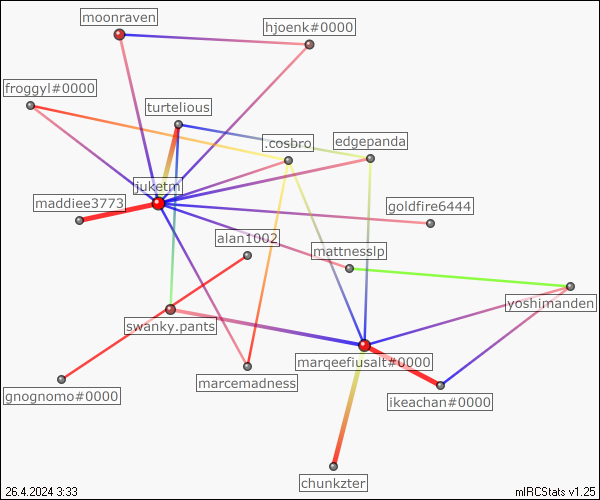 moonraven
hjoenk#0000
froggyl#0000
turtelious
.cosbro
edgepanda
juketm
maddiee3773
goldfire6444
alan1002
mattnesslp
yoshimanden
swanky.pants
marqeefiusalt#0000
marcemadness
gnognomo#0000
ikeachan#0000
chunkzter
26.4.2024 3:33
mIRCStats v1.25